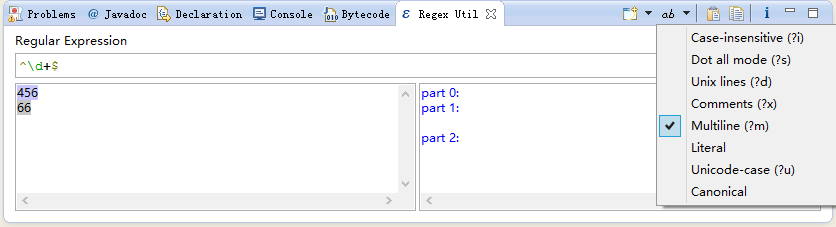 Problems @ Javadoc Declaration Console Bytecode Regex Util
Regular Expression
^\d+$
456
66
part 0:
part 1:
part 2:
Case-insensitive (?i)
Dot all mode (?s)
Unix lines (?d)
Comments (?x)
Multiline (?m)
Literal
Unicode-case (?u)
Canonical